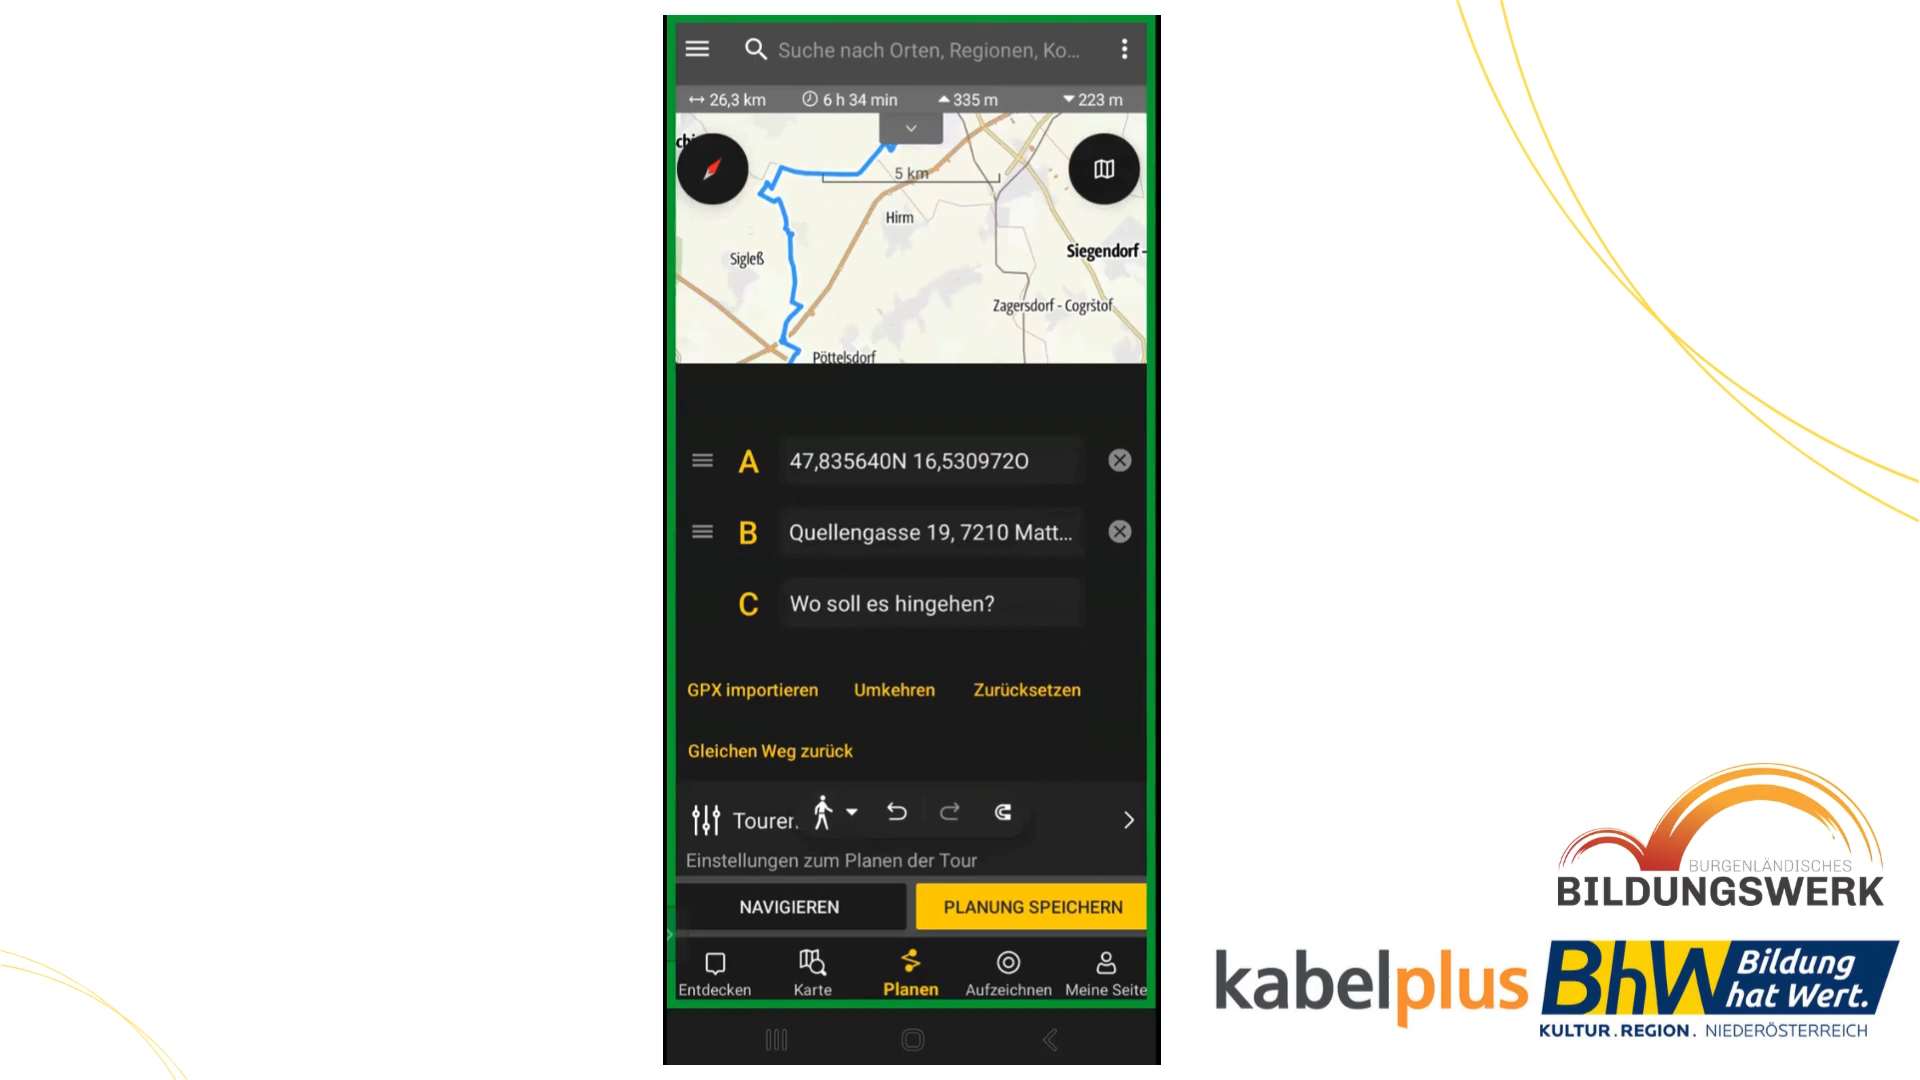 Suche nach Orten, Regionen, Ko...
26,3 km 6 h 34 min 335 m 223 m
5 km
Hirm
Siegendorf -
Sigleß
Zagersdorf - Cogrštof
Pöttelsdorf
A 47,835640N 16,530972O
B Quellengasse 19, 7210 Matt...
C Wo soll es hingehen?
GPX importieren Umkehren Zurücksetzen
Gleichen Weg zurück
Einstellungen zum Planen der Tour
NAVIGIEREN PLANUNG SPEICHERN
Entdecken Karte Planen Aufzeichnen Meine Seite
BURGENLÄNDISCHES
BILDUNGSWERK
kabelplus
BhW Bildung
hat Wert.
KULTUR.REGION. NIEDERÖSTERREICH